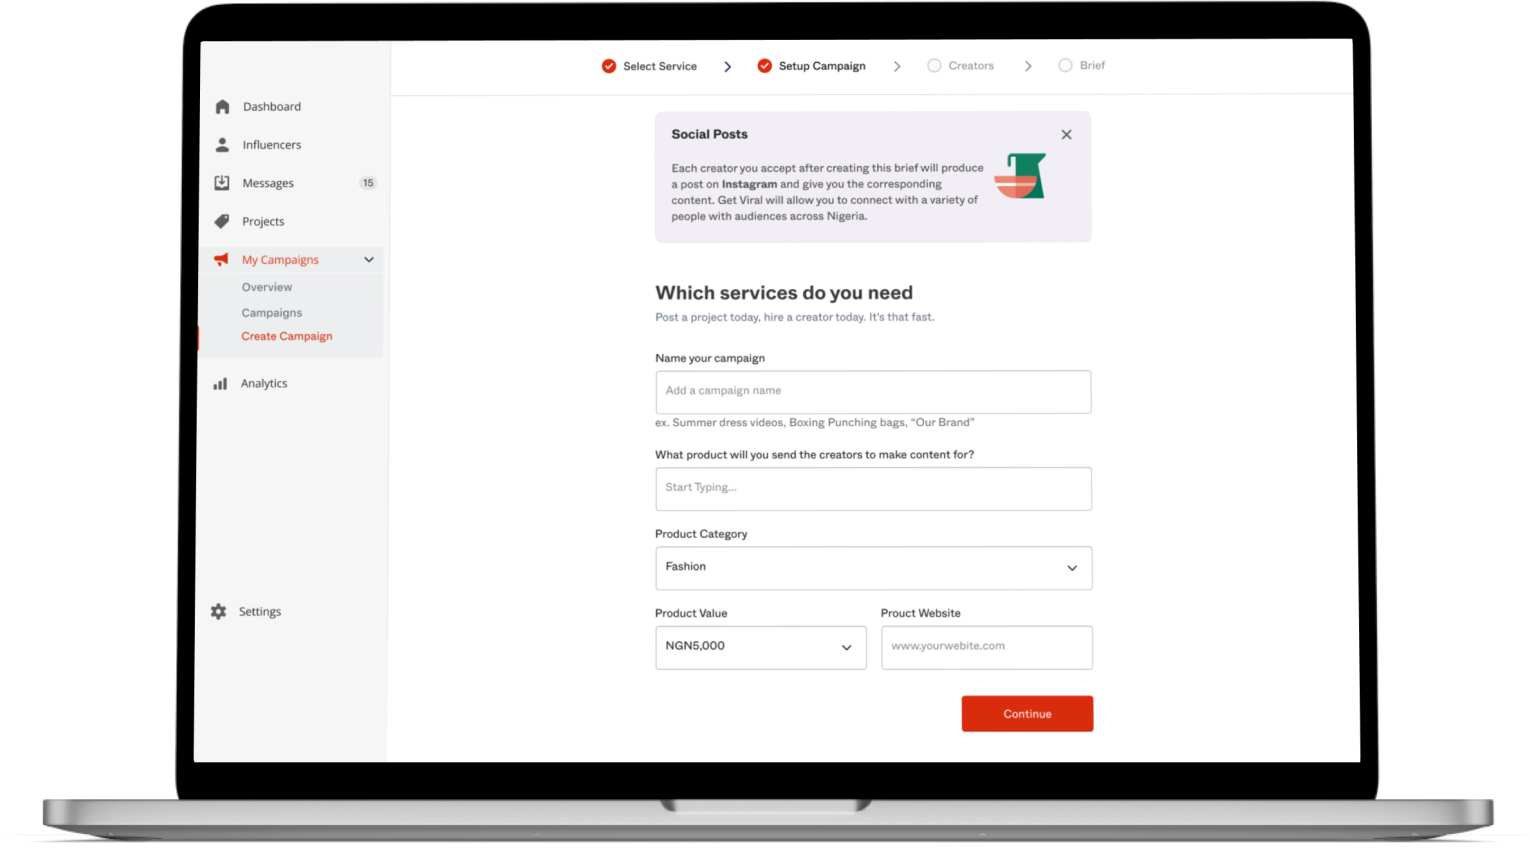 Select Service
Setup Campaign
Creators
Brief
Dashboard
Influencers
Messages 15
Projects
My Campaigns
Overview
Campaigns
Create Campaign
Analytics
Settings
Social Posts
Each creator you accept after creating this brief will produce
a post on Instagram and give you the corresponding
content. Get Viral will allow you to connect with a variety of
people with audiences across Nigeria.
Which services do you need
Post a project today, hire a creator today. It's that fast.
Name your campaign
Add a campaign name
ex. Summer dress videos, Boxing Punching bags, “Our Brand”
What product will you send the creators to make content for?
Start Typing...
Product Category
Fashion
Product Value
NGN5,000
Prouct Website
www.yourwebite.com
Continue